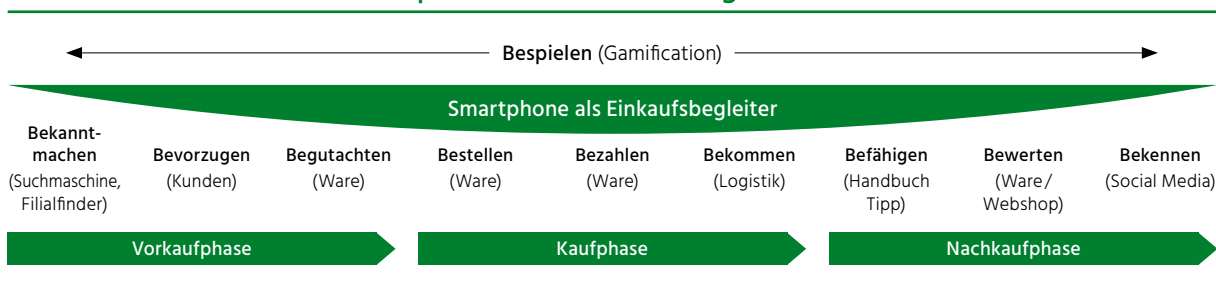 Bespielen (Gamification)
Smartphone als Einkaufsbegleiter
Bekannt-
machen
(Suchmaschine,
Filialfinder)
Bevorzugen
(Kunden)
Begutachten
(Ware)
Bestellen
(Ware)
Bezahlen
(Ware)
Bekommen
(Logistik)
Befähigen
(Handbuch
Tipp)
Bewerten
(Ware/
Webshop)
Bekennen
(Social Media)
Vorkaufphase
Kaufphase
Nachkaufphase